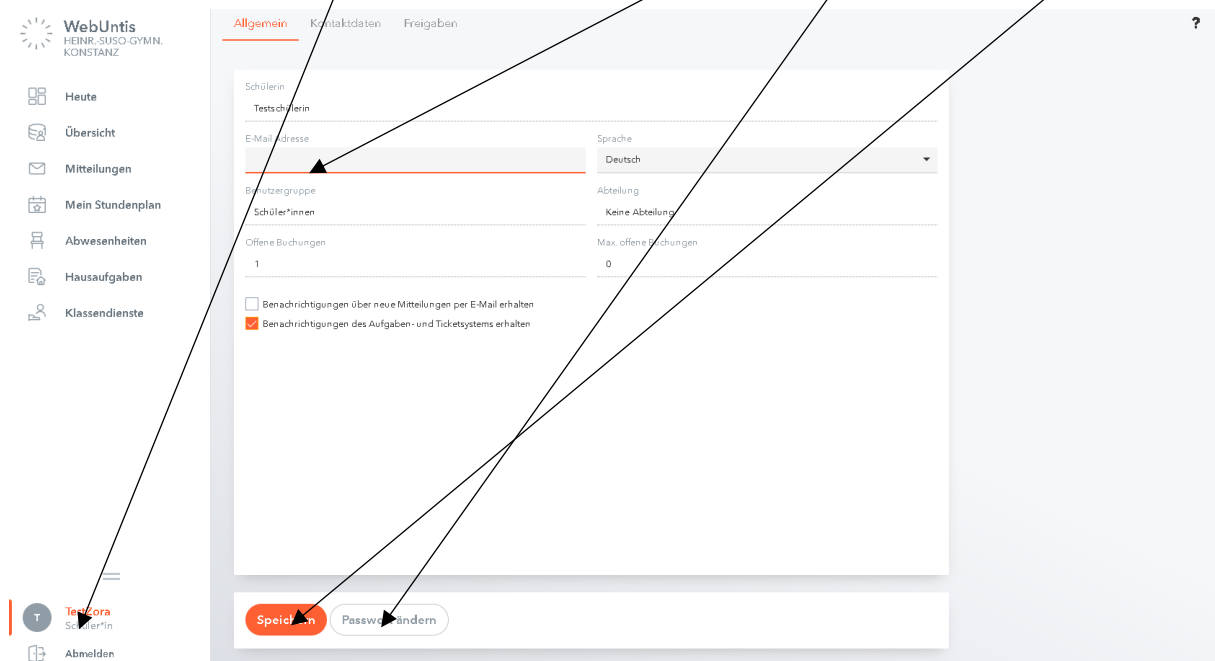 WebUntis
HEINR.-SUSO-GYMN.
KONSTANZ
Heute
Übersicht
Mitteilungen
Mein Stundenplan
Abwesenheiten
Hausaufgaben
Klassendienste
T
TestZora
Schüler*in
Abmelden
Allgemein Kontaktdaten Freigaben
?
Schülerin
Testschülerin
E-Mail Adresse Sprache
Deutsch
Benutzergruppe Abteilung
Schüler*innen Keine Abteilung
Offene Buchungen Max. offene Buchungen
1 0
Benachrichtigungen über neue Mitteilungen per E-Mail erhalten
Benachrichtigungen des Aufgaben- und Ticketsystems erhalten
Speichern Passwort ändern